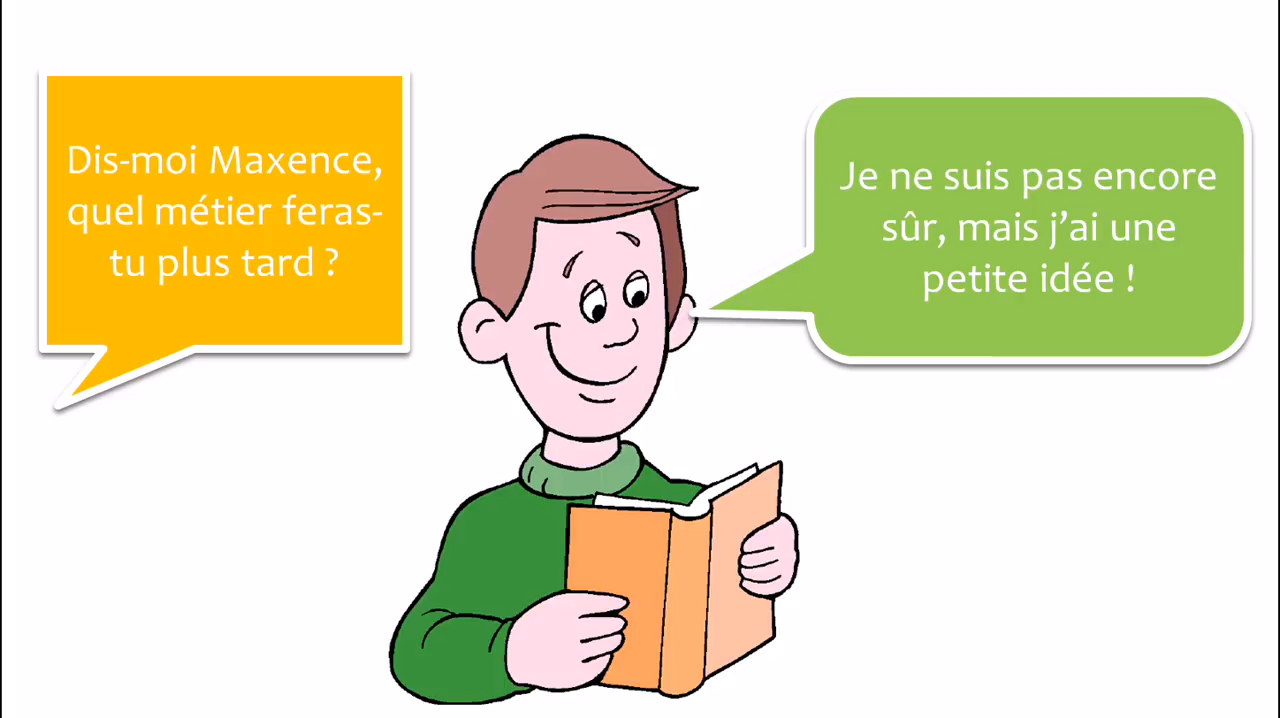 Dis-moi Maxence,
quel métier feras-
tu plus tard ?
Je ne suis pas encore
sûr, mais j’ai une
petite idée !